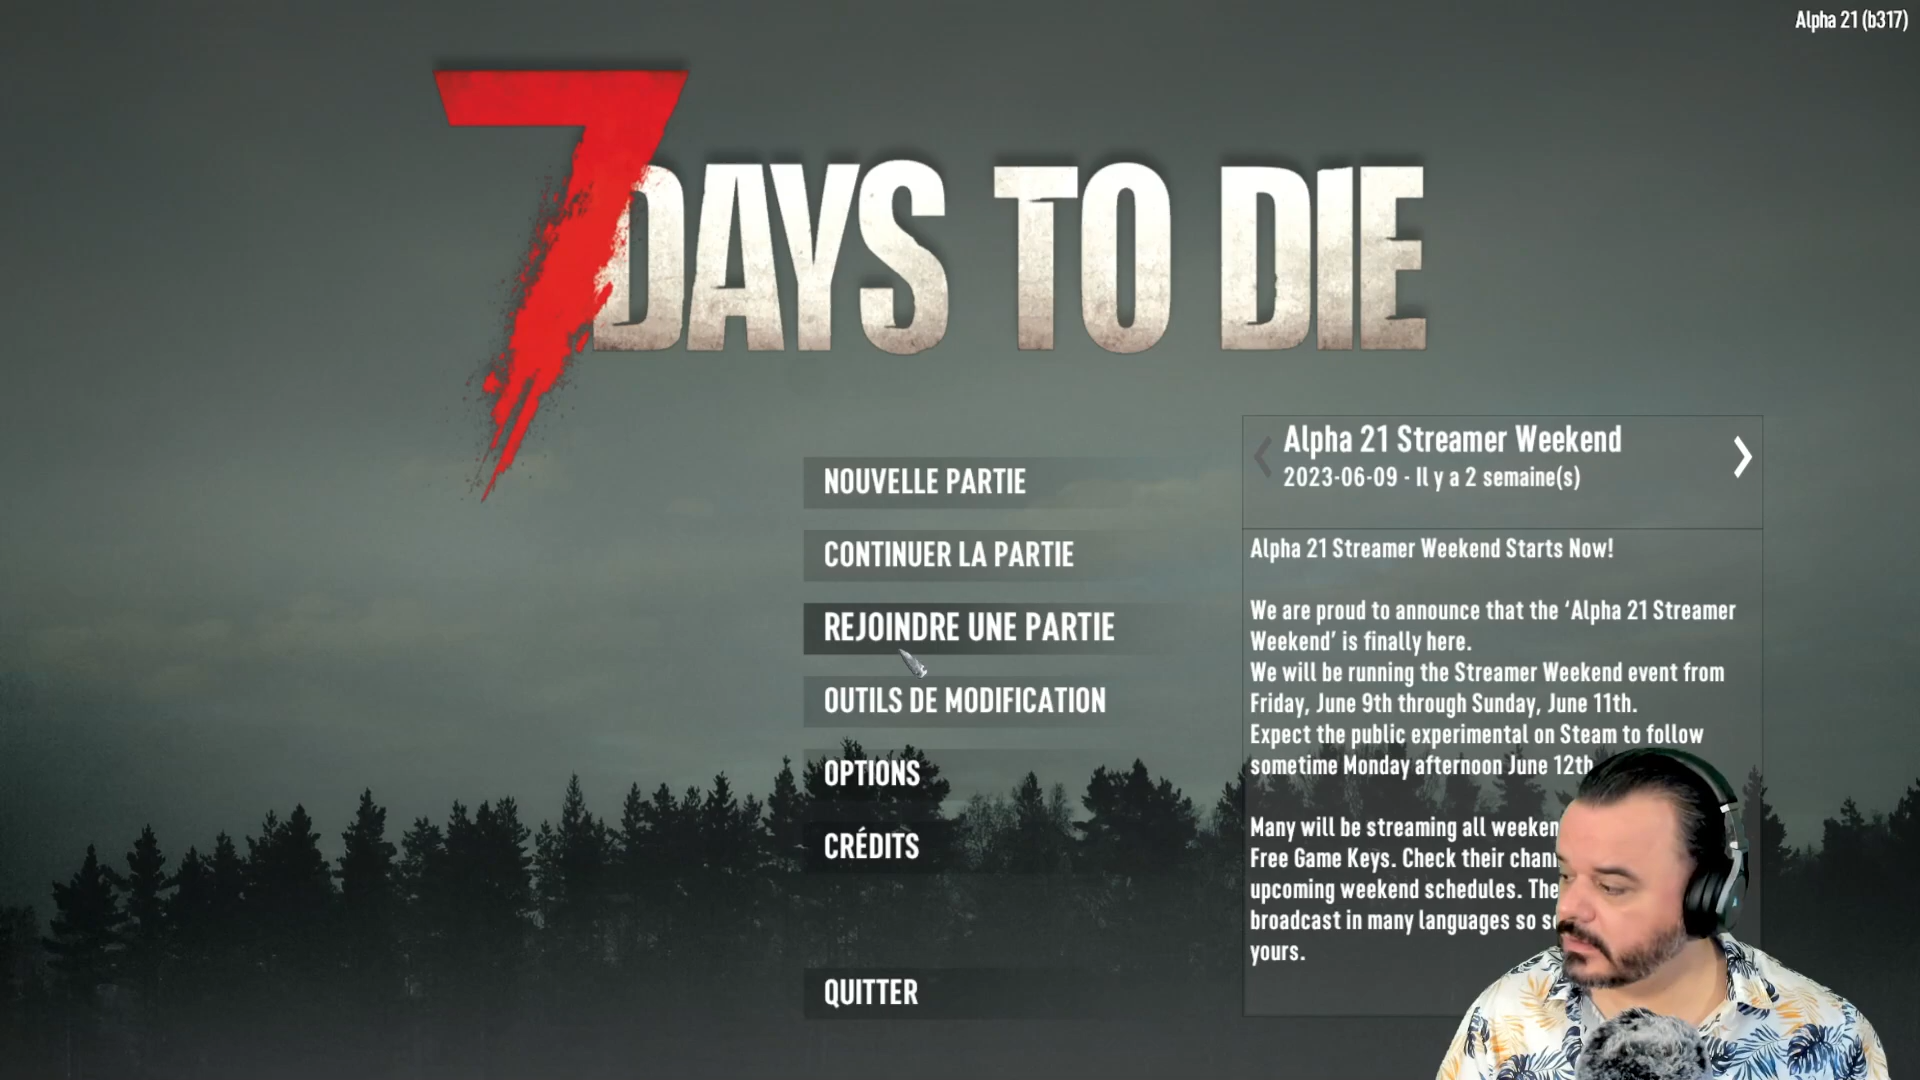 Alpha 21 (b317)
7 DAYS TO DIE
NOUVELLE PARTIE
CONTINUER LA PARTIE
REJOINDRE UNE PARTIE
OUTILS DE MODIFICATION
OPTIONS
CRÉDITS
QUITTER
Alpha 21 Streamer Weekend
2023-06-09 - Il y a 2 semaine(s)
Alpha 21 Streamer Weekend Starts Now!
We are proud to announce that the ‘Alpha 21 Streamer
Weekend’ is finally here.
We will be running the Streamer Weekend event from
Friday, June 9th through Sunday, June 11th.
Expect the public experimental on Steam to follow
sometime Monday afternoon June 12th
Many will be streaming all
Free Game Keys. Check their
upcoming weekend schedules.
broadcast in many languages so
yours.